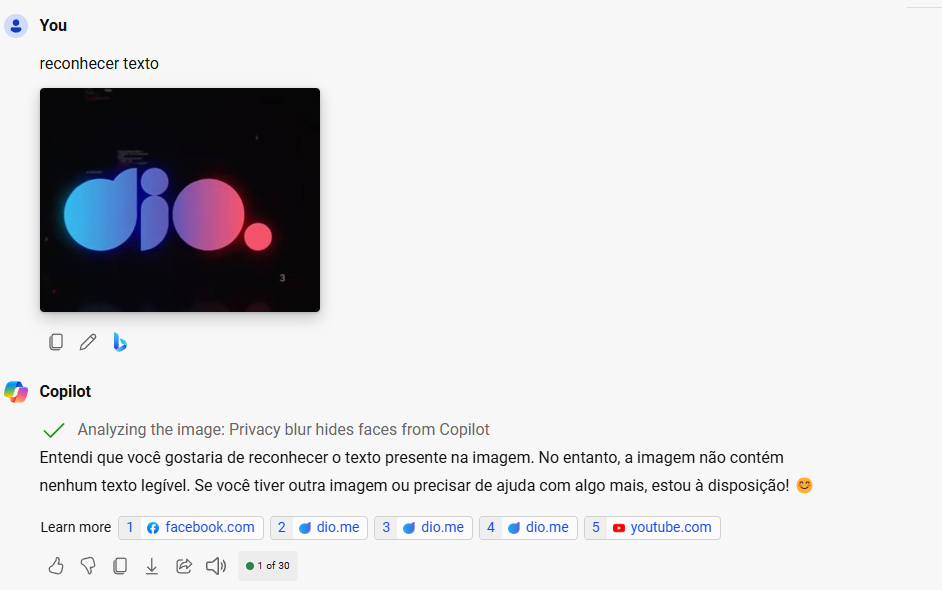 You
reconhecer texto
dio.
3
Copilot
Analyzing the image: Privacy blur hides faces from Copilot
Entendi que você gostaria de reconhecer o texto presente na imagem. No entanto, a imagem não contém
nenhum texto legível. Se você tiver outra imagem ou precisar de ajuda com algo mais, estou à disposição! 😊
Learn more 1 facebook.com 2 dio.me 3 dio.me 4 dio.me 5 youtube.com
1 of 30